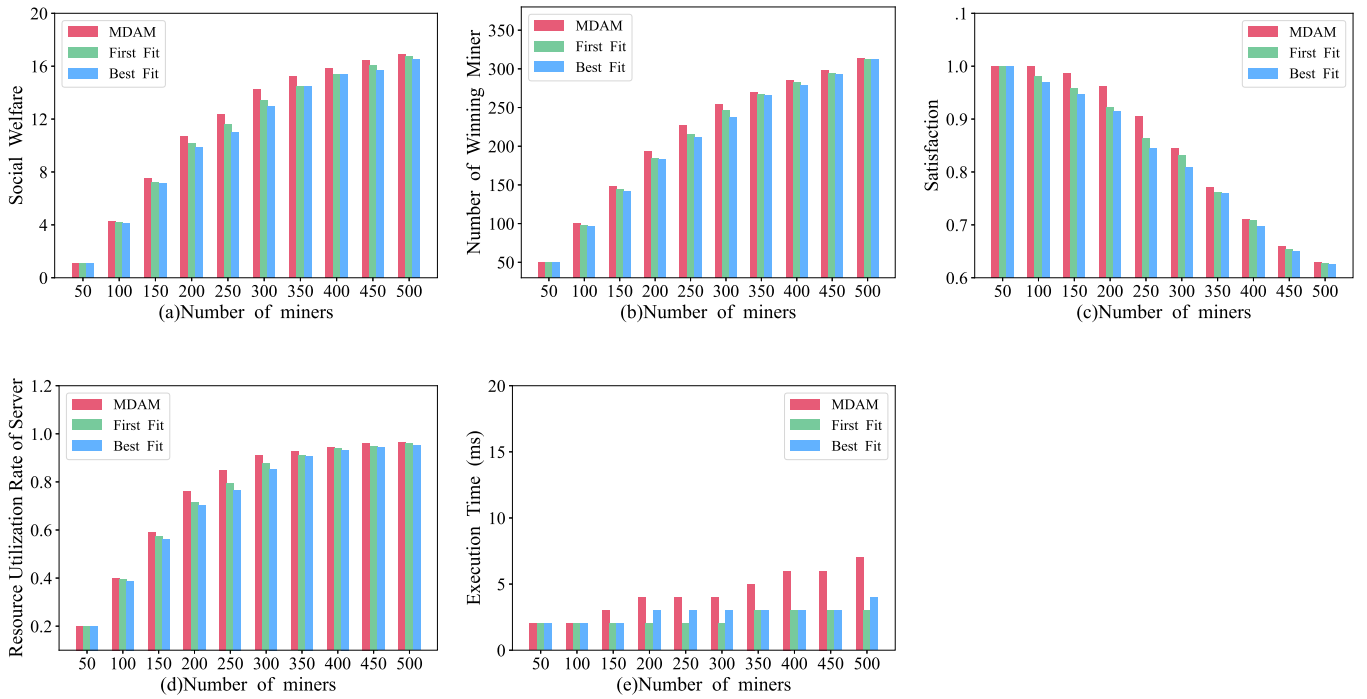 Social Welfare
20
16
12
8
4
0
MDAM
First Fit
Best Fit
50 100 150 200 250 300 350 400 450 500
(a)Number of miners
Number of Winning Miner
350
300
250
200
150
100
50
MDAM
First Fit
Best Fit
50 100 150 200 250 300 350 400 450 500
(b)Number of miners
Satisfaction
.1
1.0
0.9
0.8
0.7
0.6
MDAM
First Fit
Best Fit
50 100 150 200 250 300 350 400 450 500
(c)Number of miners
Resource Utilization Rate of Server
1.2
1.0
0.8
0.6
0.4
0.2
MDAM
First Fit
Best Fit
50 100 150 200 250 300 350 400 450 500
(d)Number of miners
Execution Time (ms)
20
15
10
5
0
MDAM
First Fit
Best Fit
50 100 150 200 250 300 350 400 450 500
(e)Number of miners